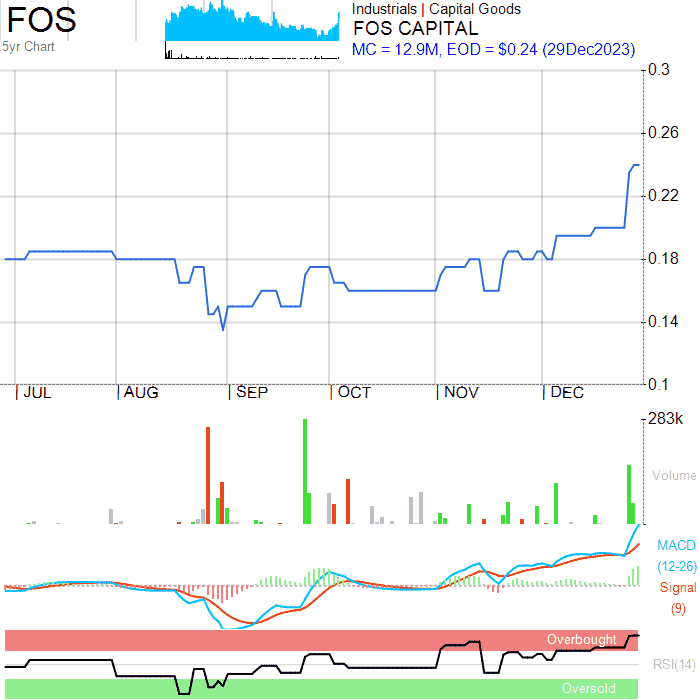 FOS
5yr Chart
Industrials | Capital Goods
FOS CAPITAL
MC = 12.9M, EOD = $0.24 (29Dec2023)
0.3
0.26
0.22
0.18
0.14
0.1
JUL
AUG
SEP
OCT
NOV
DEC
283k
Volume
MACD
(12-26)
Signal
(9)
Overbought
RSI(14)
Oversold